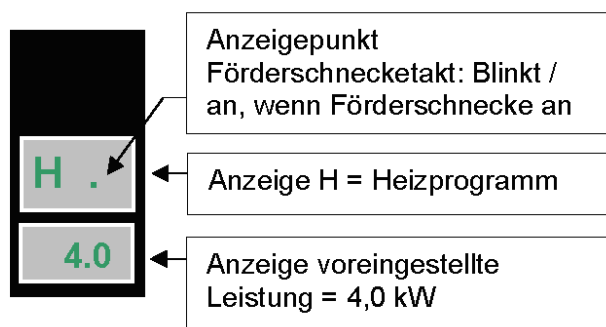 Anzeigepunkt
Förderschnecketakt: Blinkt /
an, wenn Förderschnecke an
H .
Anzeige H = Heizprogramm
4.0
Anzeige voreingestellte
Leistung = 4,0 kW